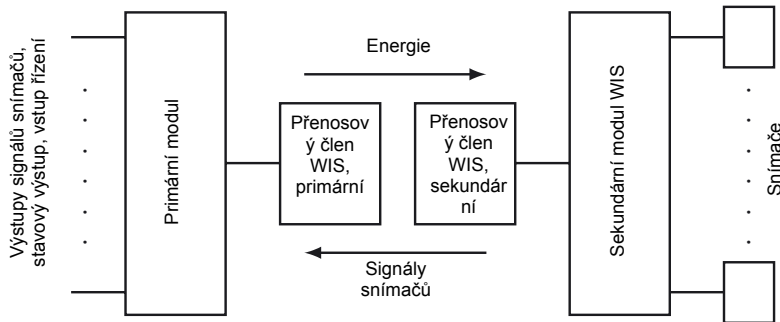 Výstupy signálů snímačů,
stavový výstup, vstup řízení
Primární modul
Energie
Přenosov
ý člen
WIS,
primární
Přenosov
ý člen
WIS,
sekundár
ní
Signály
snímačů
Sekundární modul WIS
Snímače